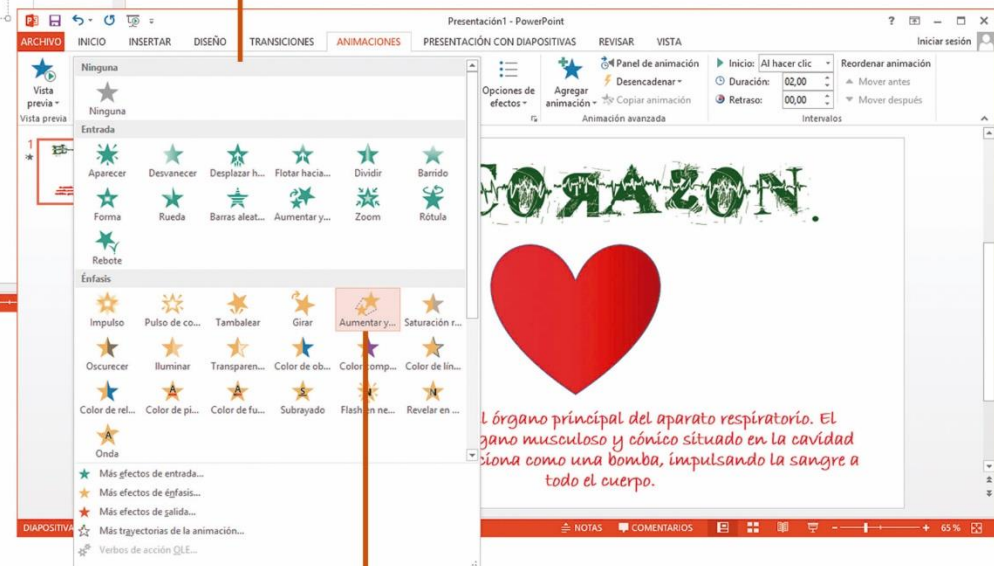 Presentación1 - PowerPoint
ARCHIVO INICIO INSERTAR DISEÑO TRANSICIONES ANIMACIONES PRESENTACIÓN CON DIAPOSITIVAS REVISAR VISTA Iniciar sesión
Vista previa
Vista previa
Opciones de efectos
Agregar animación
Panel de animación
Desencadenar
Copiar animación
Animación avanzada
Inicio: Al hacer clic
Duración: 02,00
Retraso: 00,00
Intervalos
Reordenar animación
Mover antes
Mover después
Ninguna
Ninguna
Entrada
Aparecer Desvanecer Desplazar h... Flotar hacia... Dividir Barrido
Forma Rueda Barras aleat... Aumentar y... Zoom Rótula
Rebote
Énfasis
Impulso Pulso de co... Tambalear Girar Aumentar y... Saturación r...
Oscurecer Iluminar Transparen... Color de ob... Color comp... Color de lín...
Color de rel... Color de pi... Color de fu... Subrayado Flash en ne... Revelar en ...
Onda
Más efectos de entrada...
Más efectos de énfasis...
Más efectos de salida...
Más trayectorias de la animación...
Verbos de acción OLE...
1
CORAZON.
órgano principal del aparato respiratorio. El
musculoso y cónico situado en la cavidad
como una bomba, impulsando la sangre a
todo el cuerpo.
NOTAS COMENTARIOS 65 %